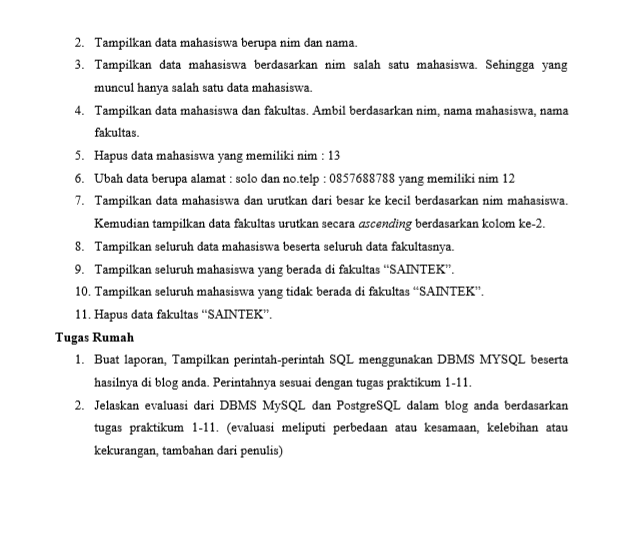 2. Tampilkan data mahasiswa berupa nim dan nama.
3. Tampilkan data mahasiswa berdasarkan nim salah satu mahasiswa. Sehingga yang
muncul hanya salah satu data mahasiswa.
4. Tampilkan data mahasiswa dan fakultas. Ambil berdasarkan nim, nama mahasiswa, nama
fakultas.
5. Hapus data mahasiswa yang memiliki nim : 13
6. Ubah data berupa alamat : solo dan no.telp : 0857688788 yang memiliki nim 12
7. Tampilkan data mahasiswa dan urutkan dari besar ke kecil berdasarkan nim mahasiswa.
Kemudian tampilkan data fakultas urutkan secara ascending berdasarkan kolom ke-2.
8. Tampilkan seluruh data mahasiswa beserta seluruh data fakultasnya.
9. Tampilkan seluruh mahasiswa yang berada di fakultas “SAINTEK”.
10. Tampilkan seluruh mahasiswa yang tidak berada di fakultas “SAINTEK”.
11. Hapus data fakultas “SAINTEK”.
Tugas Rumah
1. Buat laporan, Tampilkan perintah-perintah SQL menggunakan DBMS MYSQL beserta
hasilnya di blog anda. Perintahnya sesuai dengan tugas praktikum 1-11.
2. Jelaskan evaluasi dari DBMS MySQL dan PostgreSQL dalam blog anda berdasarkan
tugas praktikum 1-11. (evaluasi meliputi perbedaan atau kesamaan, kelebihan atau
kekurangan, tambahan dari penulis)